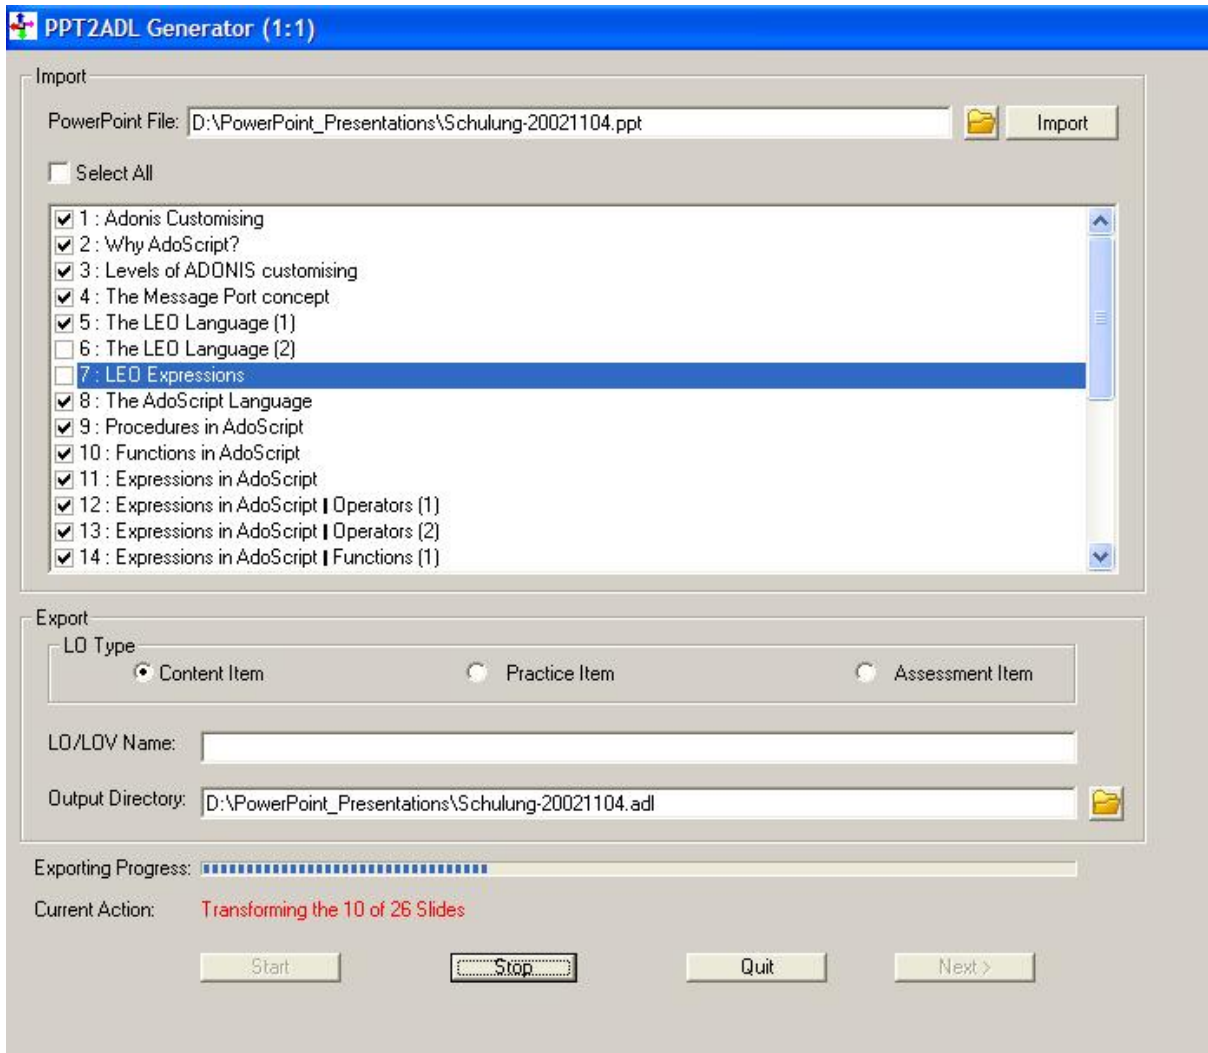 PPT2ADL Generator (1:1)
Import
PowerPoint File: D:\PowerPoint_Presentations\Schulung-20021104.ppt Import
Select All
1 : Adonis Customising
2 : Why AdoScript?
3 : Levels of ADONIS customising
4 : The Message Port concept
5 : The LEO Language (1)
6 : The LEO Language (2)
7 : LEO Expressions
8 : The AdoScript Language
9 : Procedures in AdoScript
10 : Functions in AdoScript
11 : Expressions in AdoScript
12 : Expressions in AdoScript | Operators (1)
13 : Expressions in AdoScript | Operators (2)
14 : Expressions in AdoScript | Functions (1)
Export
LO Type
Content Item Practice Item Assessment Item
LO/LOV Name:
Output Directory: D:\PowerPoint_Presentations\Schulung-20021104.adl
Exporting Progress:
Current Action: Transforming the 10 of 26 Slides
Start Stop Quit Next >